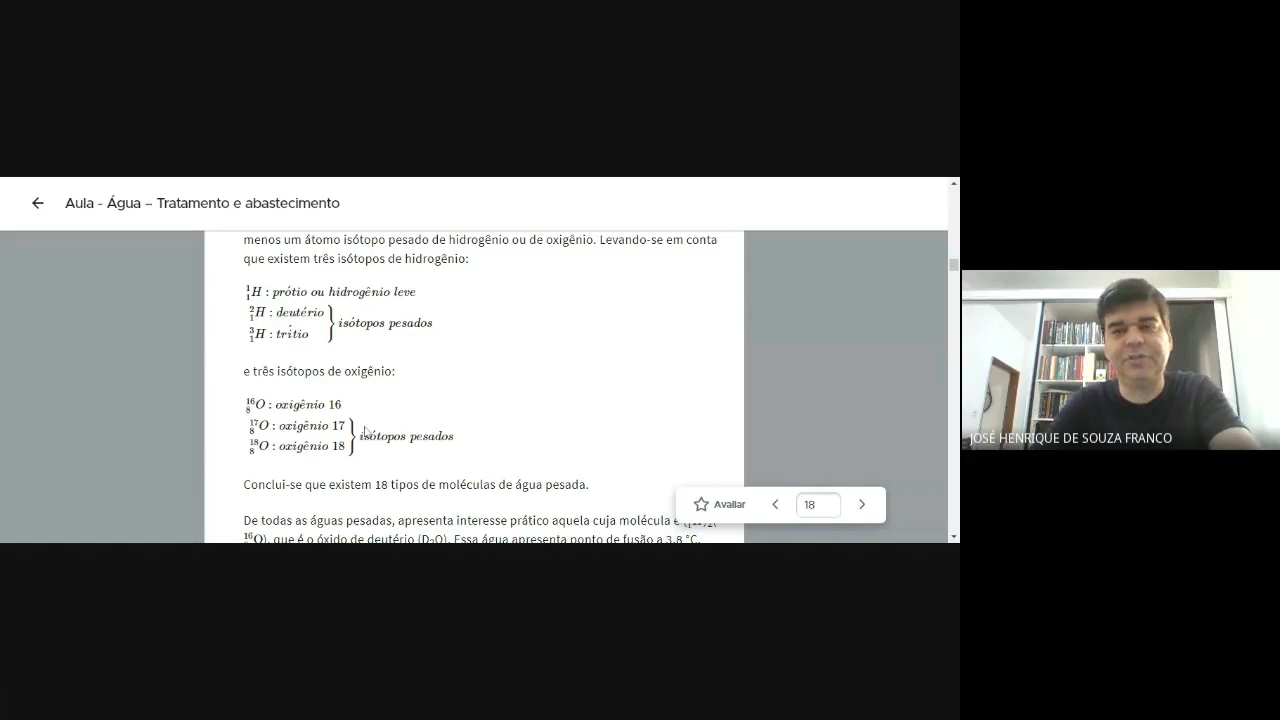 Aula - Água – Tratamento e abastecimento
menos um átomo isótopo pesado de hidrogênio ou de oxigênio. Levando-se em conta
que existem três isótopos de hidrogênio:
¹₁H : prótio ou hidrogênio leve
²₁H : deutério
³₁H : trítio
isótopos pesados
e três isótopos de oxigênio:
¹⁶₈O : oxigênio 16
¹⁷₈O : oxigênio 17
¹⁸₈O : oxigênio 18
isótopos pesados
Conclui-se que existem 18 tipos de moléculas de água pesada.
De todas as águas pesadas, apresenta interesse prático aquela cuja molécula é
¹⁶O), que é o óxido de deutério (D₂O). Essa água apresenta ponto de fusão a 3,8 °C,
Avaliar
18
JOSÉ HENRIQUE DE SOUZA FRANCO